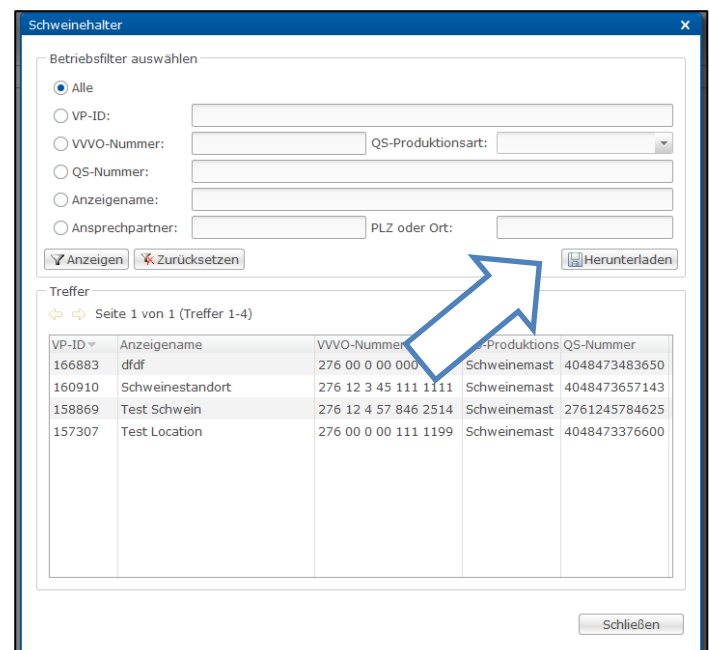 Schweinehalter x
Betriebsfilter auswählen
Alle
VP-ID:
VVVO-Nummer: QS-Produktionsart:
QS-Nummer:
Anzeigename:
Ansprechpartner: PLZ oder Ort:
Anzeigen Zurücksetzen Herunterladen
Treffer
Seite 1 von 1 (Treffer 1-4)
VP-ID Anzeigename VVVO-Nummer -Produktions QS-Nummer
166883 dfdf 276 00 0 00 000 Schweinemast 4048473483650
160910 Schweinestandort 276 12 3 45 111 1111 Schweinemast 4048473657143
158869 Test Schwein 276 12 4 57 846 2514 Schweinemast 2761245784625
157307 Test Location 276 00 0 00 111 1199 Schweinemast 4048473376600
Schließen